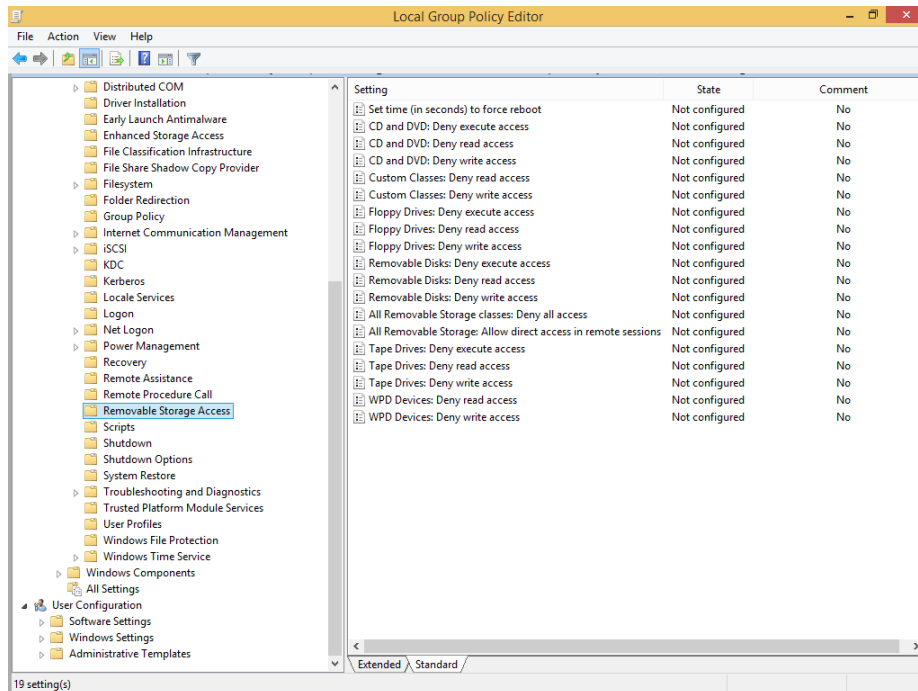 Local Group Policy Editor
File Action View Help
Distributed COM
Driver Installation
Early Launch Antimalware
Enhanced Storage Access
File Classification Infrastructure
File Share Shadow Copy Provider
Filesystem
Folder Redirection
Group Policy
Internet Communication Management
iSCSI
KDC
Kerberos
Locale Services
Logon
Net Logon
Power Management
Recovery
Remote Assistance
Remote Procedure Call
Removable Storage Access
Scripts
Shutdown
Shutdown Options
System Restore
Troubleshooting and Diagnostics
Trusted Platform Module Services
User Profiles
Windows File Protection
Windows Time Service
Windows Components
All Settings
User Configuration
Software Settings
Windows Settings
Administrative Templates
Setting State Comment
Set time (in seconds) to force reboot Not configured No
CD and DVD: Deny execute access Not configured No
CD and DVD: Deny read access Not configured No
CD and DVD: Deny write access Not configured No
Custom Classes: Deny read access Not configured No
Custom Classes: Deny write access Not configured No
Floppy Drives: Deny execute access Not configured No
Floppy Drives: Deny read access Not configured No
Floppy Drives: Deny write access Not configured No
Removable Disks: Deny execute access Not configured No
Removable Disks: Deny read access Not configured No
Removable Disks: Deny write access Not configured No
All Removable Storage classes: Deny all access Not configured No
All Removable Storage: Allow direct access in remote sessions Not configured No
Tape Drives: Deny execute access Not configured No
Tape Drives: Deny read access Not configured No
Tape Drives: Deny write access Not configured No
WPD Devices: Deny read access Not configured No
WPD Devices: Deny write access Not configured No
Extended Standard
19 setting(s)